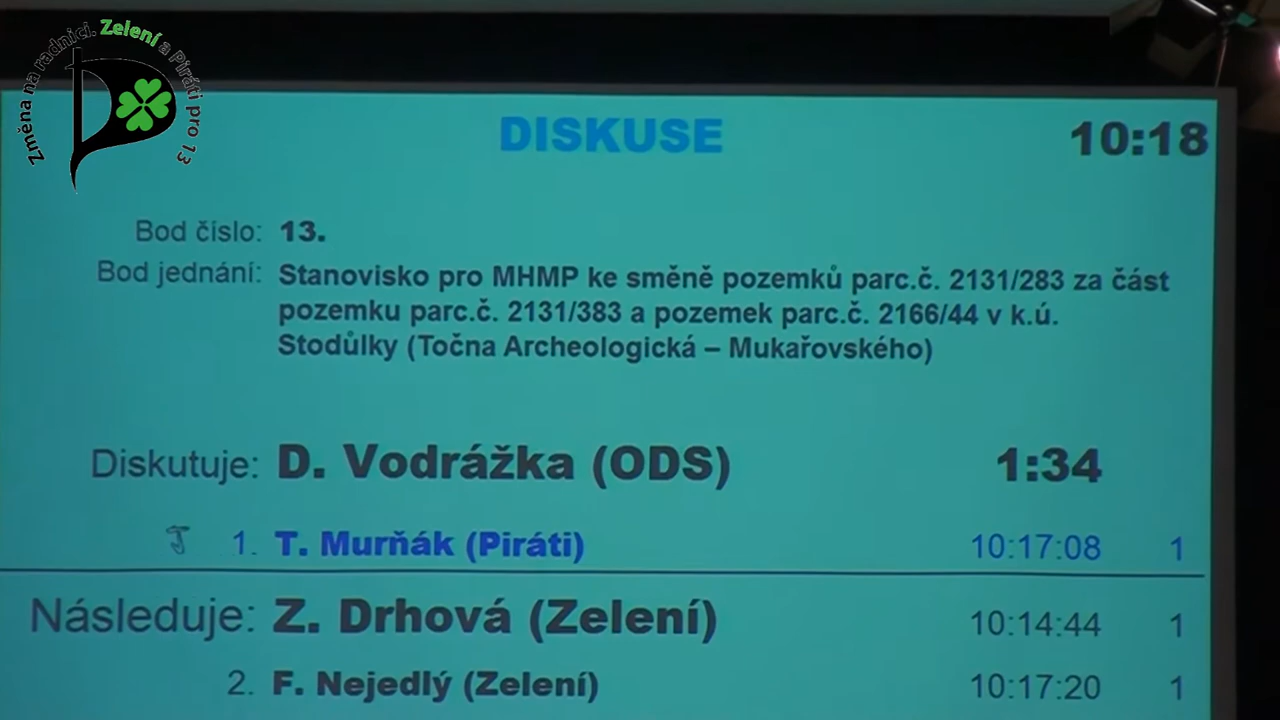 Změna na radnici. Zelení a Piráti pro 13
DISKUSE
10:18
Bod číslo: 13.
Bod jednání: Stanovisko pro MHMP ke směně pozemků parc.č. 2131/283 za část
pozemku parc.č. 2131/383 a pozemek parc.č. 2166/44 v k.ú.
Stodůlky (Točna Archeologická – Mukařovského)
Diskutuje: D. Vodrážka (ODS) 1:34
1. T. Murňák (Piráti) 10:17:08 1
Následuje: Z. Drhová (Zelení) 10:14:44 1
2. F. Nejedlý (Zelení) 10:17:20 1